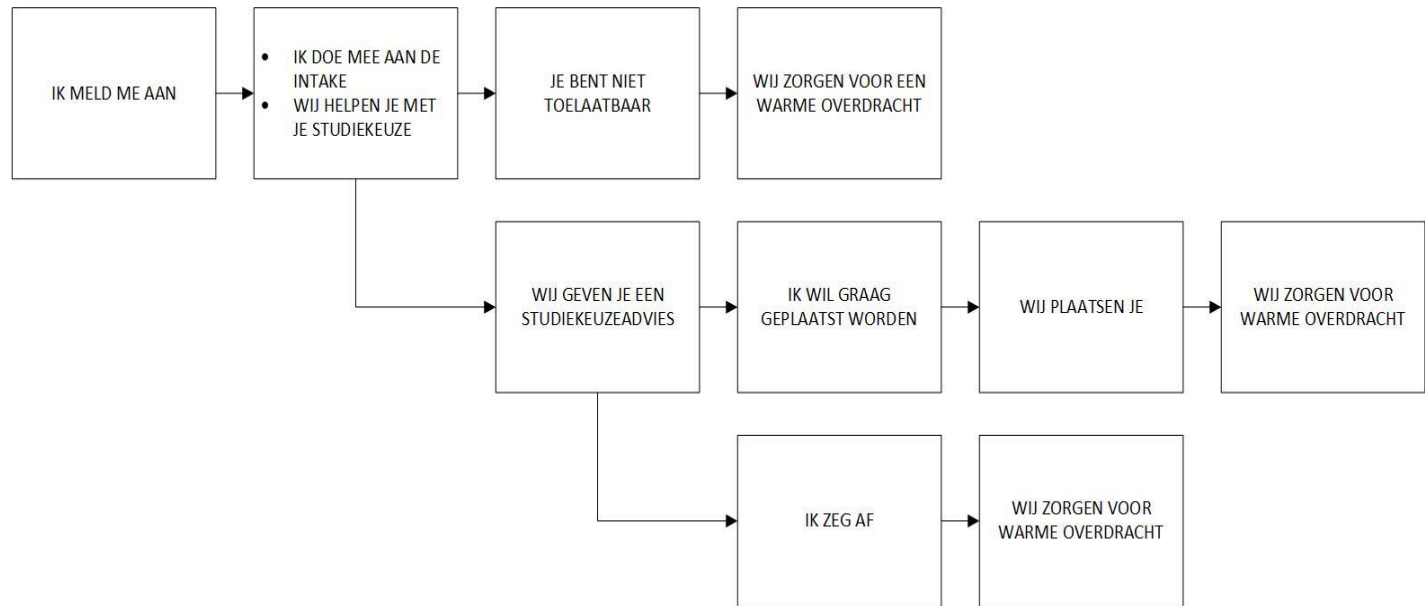 IK MELD ME AAN
• IK DOE MEE AAN DE
INTAKE
• WIJ HELPEN JE MET
JE STUDIEKEUZE
JE BENT NIET
TOELAATBAAR
WIJ ZORGEN VOOR EEN
WARME OVERDRACHT
WIJ GEVEN JE EEN
STUDIEKEUZEADVIES
IK WIL GRAAG
GEPLAATST WORDEN
WIJ PLAATSEN JE
WIJ ZORGEN VOOR
WARME OVERDRACHT
IK ZEG AF
WIJ ZORGEN VOOR
WARME OVERDRACHT